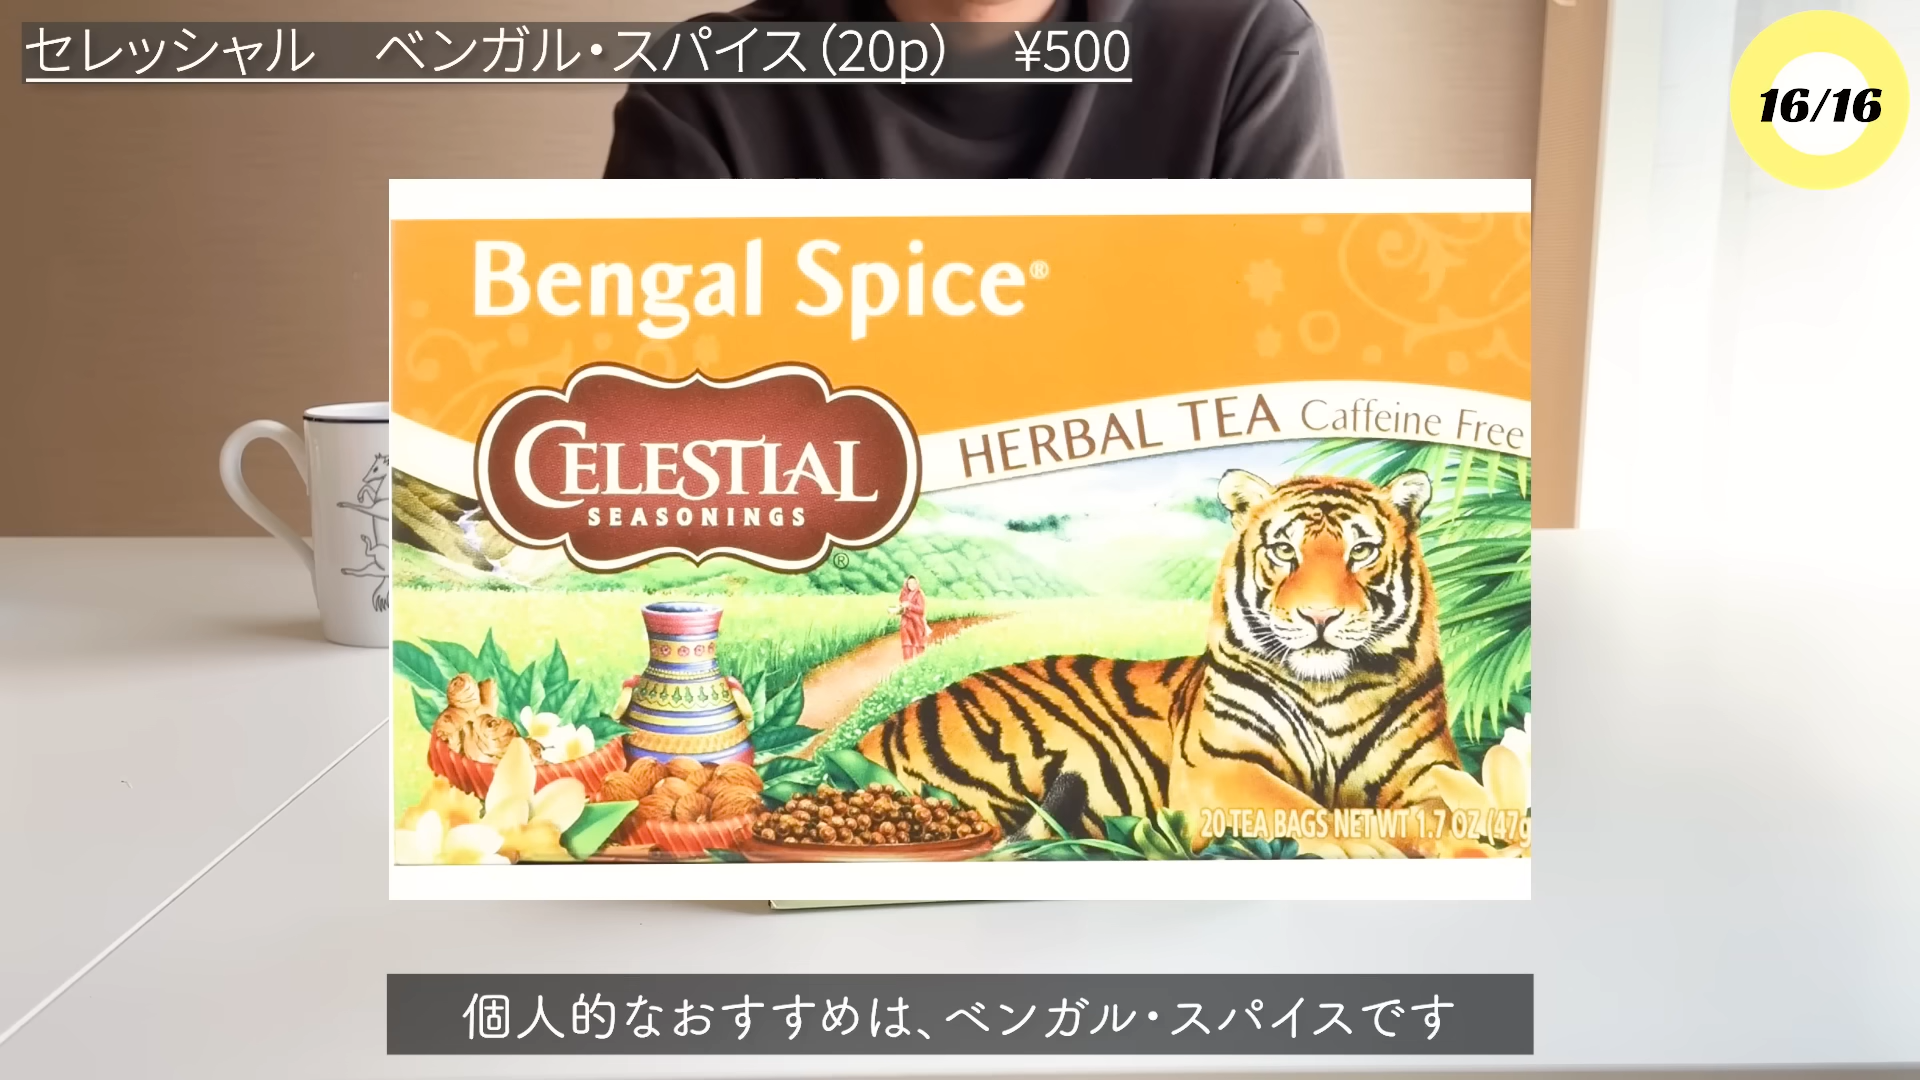 セレッシャル　ベンガル・スパイス（20p）　¥500
16/16
Bengal Spice®
CELESTIAL
SEASONINGS
®
HERBAL TEA Caffeine Free
20 TEA BAGS NET WT 1.7 OZ (47g
個人的なおすすめは、ベンガル・スパイスです